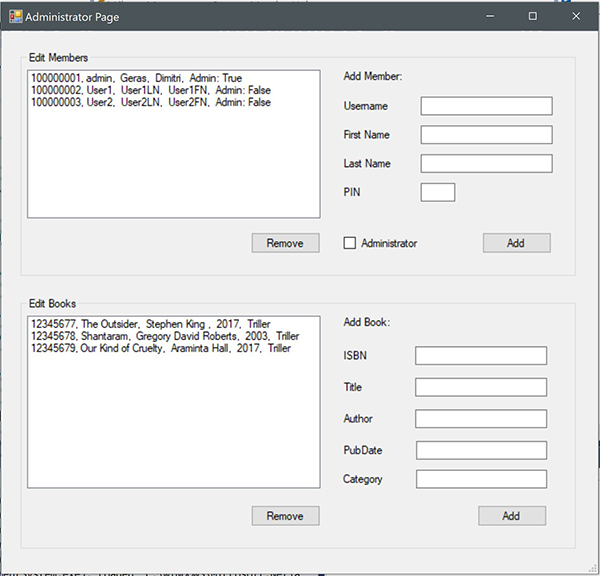 Administrator Page
Edit Members
100000001, admin, Geras, Dimitri, Admin: True
100000002, User1, User1LN, User1FN, Admin: False
100000003, User2, User2LN, User2FN, Admin: False
Add Member:
Username
First Name
Last Name
PIN
Remove
Administrator
Add
Edit Books
12345677, The Outsider, Stephen King , 2017, Triller
12345678, Shantaram, Gregory David Roberts, 2003, Triller
12345679, Our Kind of Cruelty, Araminta Hall, 2017, Triller
Add Book:
ISBN
Title
Author
PubDate
Category
Remove
Add